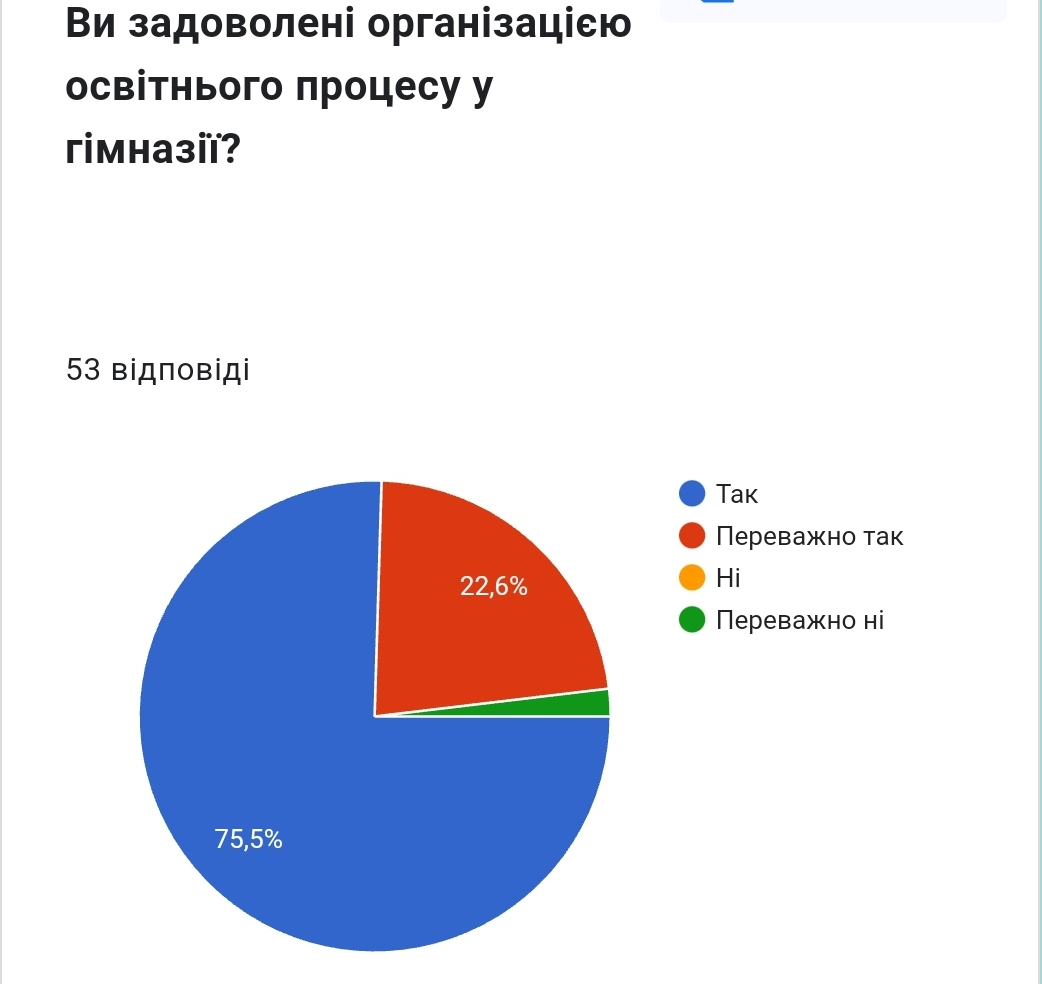 Ви задоволені організацією
освітнього процесу у
гімназії?
53 відповіді
Так
Переважно так
Ні
Переважно ні
22,6%
75,5%